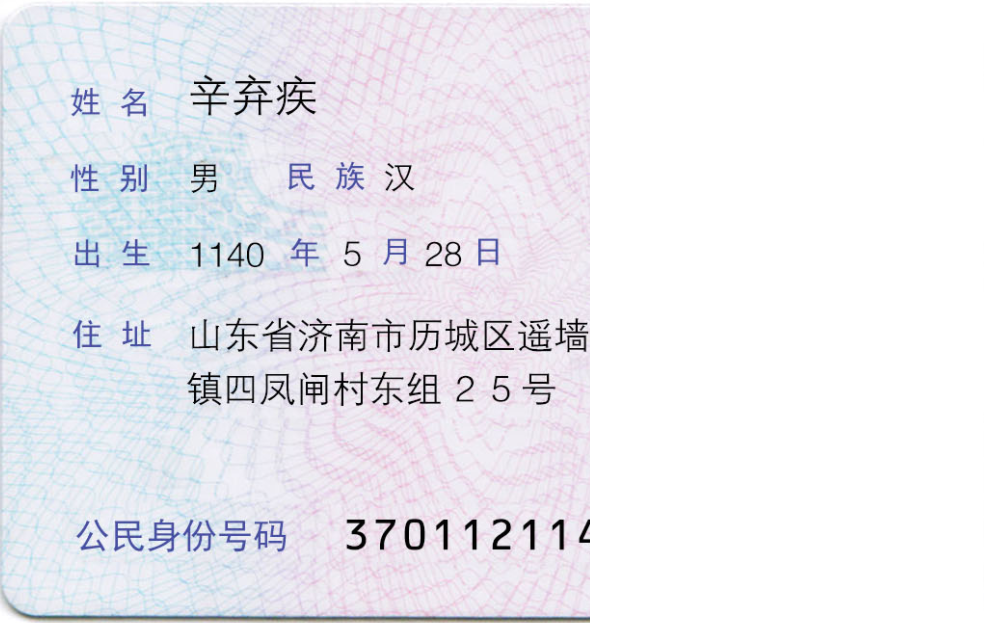 姓名 辛弃疾
性别 男 民族 汉
出生 1140 年 5 月 28 日
住址 山东省济南市历城区遥墙
镇四凤闸村东组 2 5 号
公民身份号码 370112114